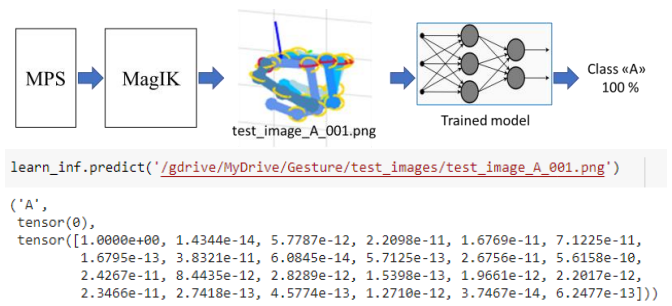 MPS
MagIK
test_image_A_001.png
Trained model
Class «A»
100 %
learn_inf.predict('/gdrive/MyDrive/Gesture/test_images/test_image_A_001.png')
('A',
tensor(0),
tensor([1.0000e+00, 1.4344e-14, 5.7787e-12, 2.2098e-11, 1.6769e-11, 7.1225e-11,
1.6795e-13, 3.8321e-11, 6.0845e-14, 5.7125e-13, 2.6756e-11, 5.6158e-10,
2.4267e-11, 8.4435e-12, 2.8289e-12, 1.5398e-13, 1.9661e-12, 2.2017e-12,
2.3466e-11, 2.7418e-13, 4.5774e-13, 1.2710e-12, 3.7467e-14, 6.2477e-13]))